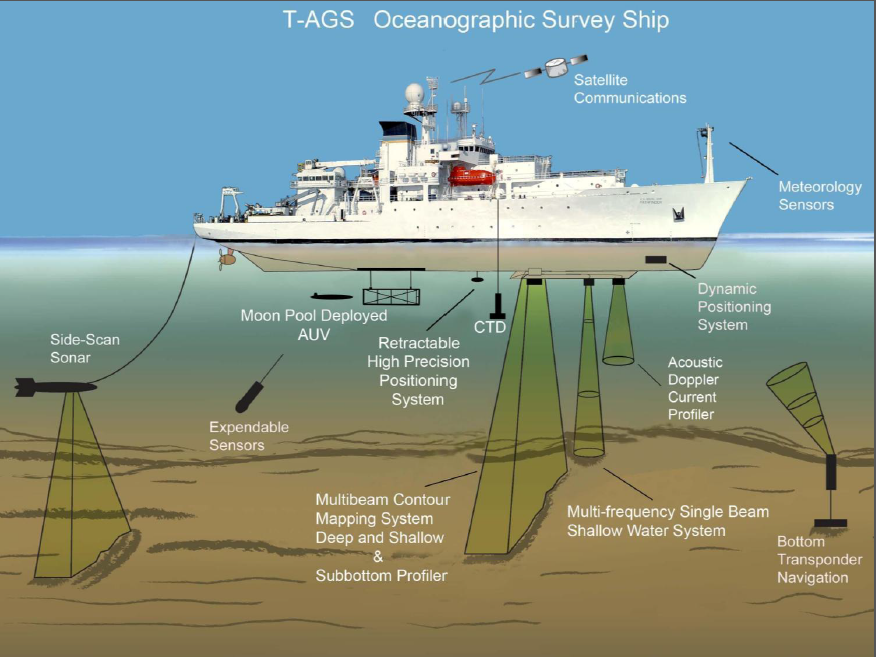 T-AGS Oceanographic Survey Ship
Satellite
Communications
Meteorology
Sensors
Dynamic
Positioning
System
Moon Pool Deployed
AUV
CTD
Retractable
High Precision
Positioning
System
Side-Scan
Sonar
Acoustic
Doppler
Current
Profiler
Expendable
Sensors
Multibeam Contour
Mapping System
Deep and Shallow
&
Subbottom Profiler
Multi-frequency Single Beam
Shallow Water System
Bottom
Transponder
Navigation